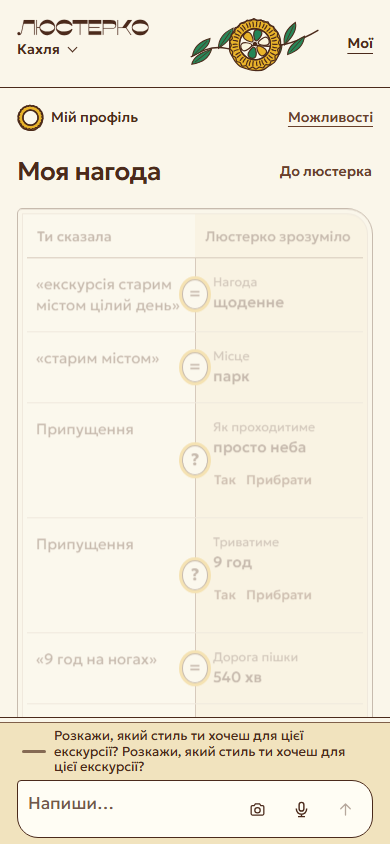 ЛЮСТЕРКО
Кахля
Мої
Мій профіль
Можливості
Моя нагода
До люстерка
Ти сказала
Люстерко зрозуміло
«екскурсія старим
містом цілий день»
=
Нагода
щоденне
«старим містом»
=
Місце
парк
Припущення
?
Як проходитиме
просто неба
Так Прибрати
Припущення
?
Триватиме
9 год
Так Прибрати
«9 год на ногах»
=
Дорога пішки
540 хв
Розкажи, який стиль ти хочеш для цієї
екскурсії? Розкажи, який стиль ти хочеш для
цієї екскурсії?
Напиши…